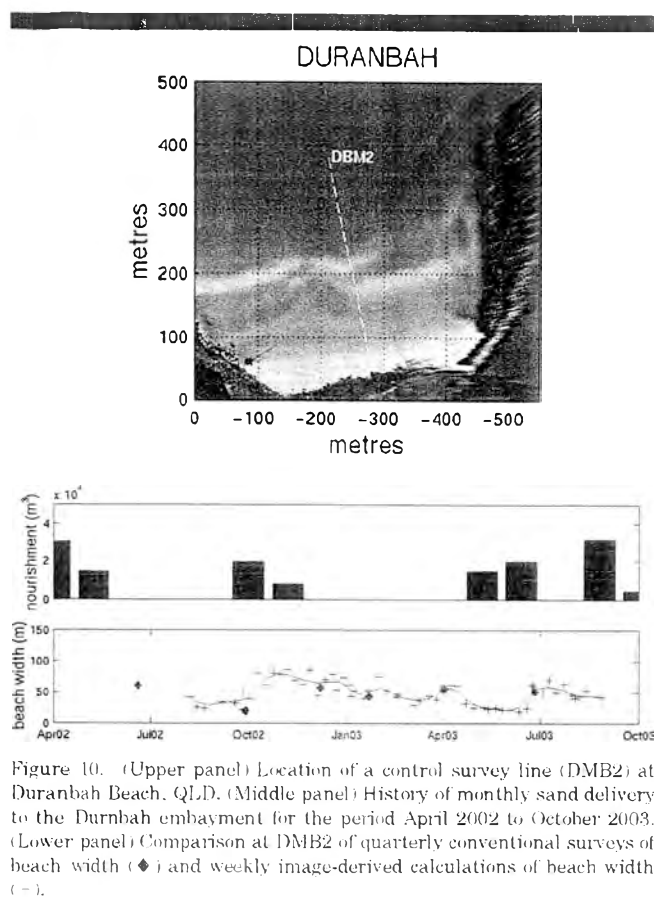 DURANBAH
500
400
300
200
100
0
metres
DBM2
0 -100 -200 -300 -400 -500
metres
x 10⁴
4
2
0
nourishment (m³)
150
100
50
0
beach width (m)
Apr02 Jul02 Oct02 Jan03 Apr03 Jul03 Oct03
Figure 10. (Upper panel) Location of a control survey line (DMB2) at
Duranbah Beach, QLD. (Middle panel) History of monthly sand delivery
to the Durnbah embayment for the period April 2002 to October 2003.
(Lower panel) Comparison at DMB2 of quarterly conventional surveys of
beach width (◆) and weekly image-derived calculations of beach width
(–).